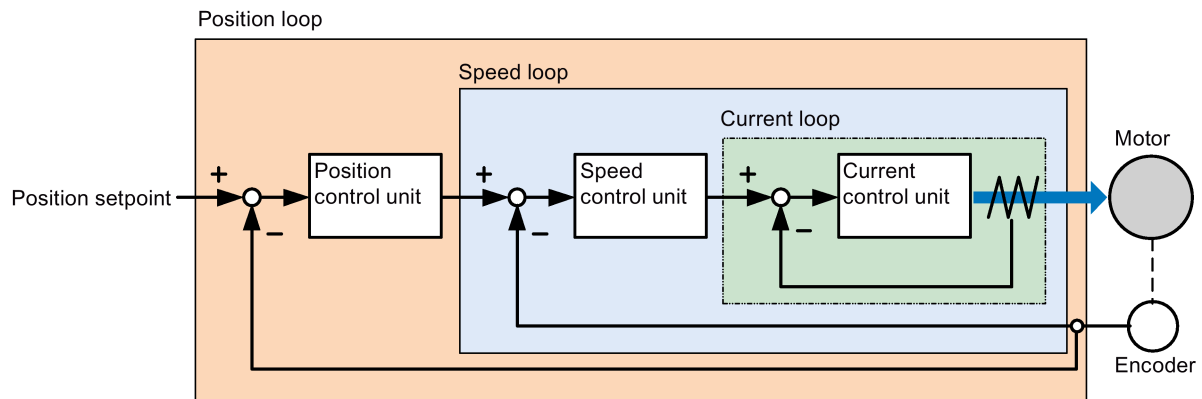 Position loop
Speed loop
Current loop
Motor
Position setpoint
+
Position
control unit
−
+
Speed
control unit
−
+
Current
control unit
−
Encoder